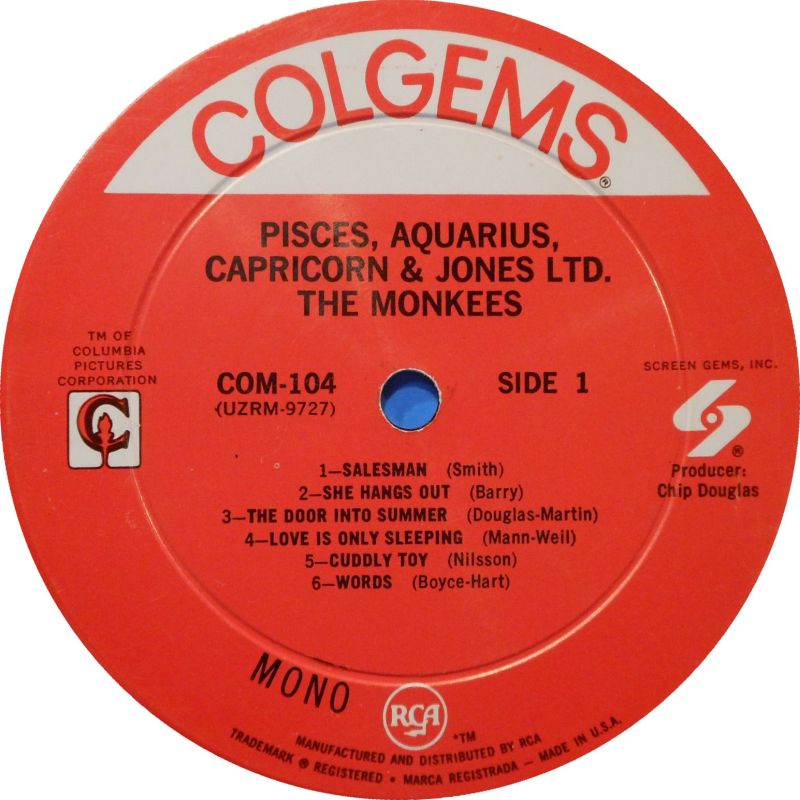 COLGEMS®
PISCES, AQUARIUS,
CAPRICORN & JONES LTD.
THE MONKEES
TM OF
COLUMBIA
PICTURES
CORPORATION
C
COM-104
(UZRM-9727)
SIDE 1
SCREEN GEMS, INC.
®
Producer:
Chip Douglas
1—SALESMAN (Smith)
2—SHE HANGS OUT (Barry)
3—THE DOOR INTO SUMMER (Douglas-Martin)
4—LOVE IS ONLY SLEEPING (Mann-Weil)
5—CUDDLY TOY (Nilsson)
6—WORDS (Boyce-Hart)
MONO
RCA
•™
MANUFACTURED AND DISTRIBUTED BY RCA
TRADEMARK ® REGISTERED • MARCA REGISTRADA — MADE IN U.S.A.